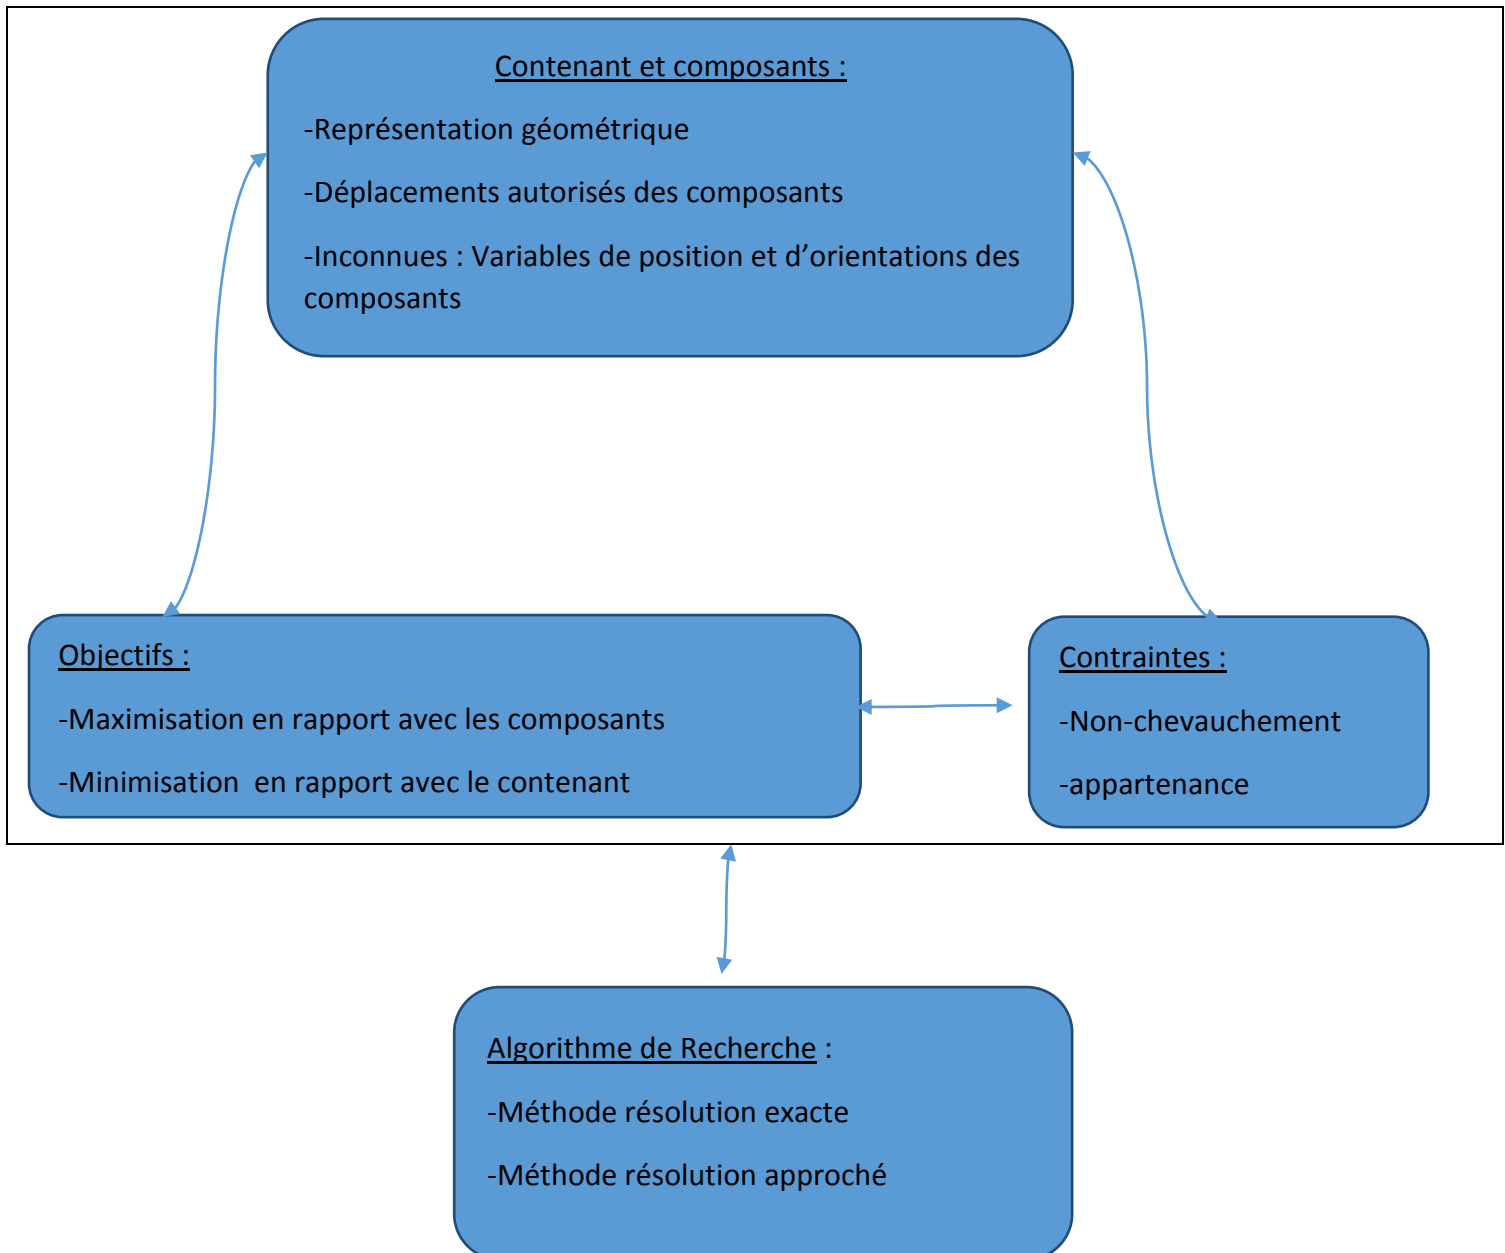 Contenant et composants :
-Représentation géométrique
-Déplacements autorisés des composants
-Inconnues : Variables de position et d’orientations des
composants
Objectifs :
-Maximisation en rapport avec les composants
-Minimisation  en rapport avec le contenant
Contraintes :
-Non-chevauchement
-appartenance
Algorithme de Recherche :
-Méthode résolution exacte
-Méthode résolution approché